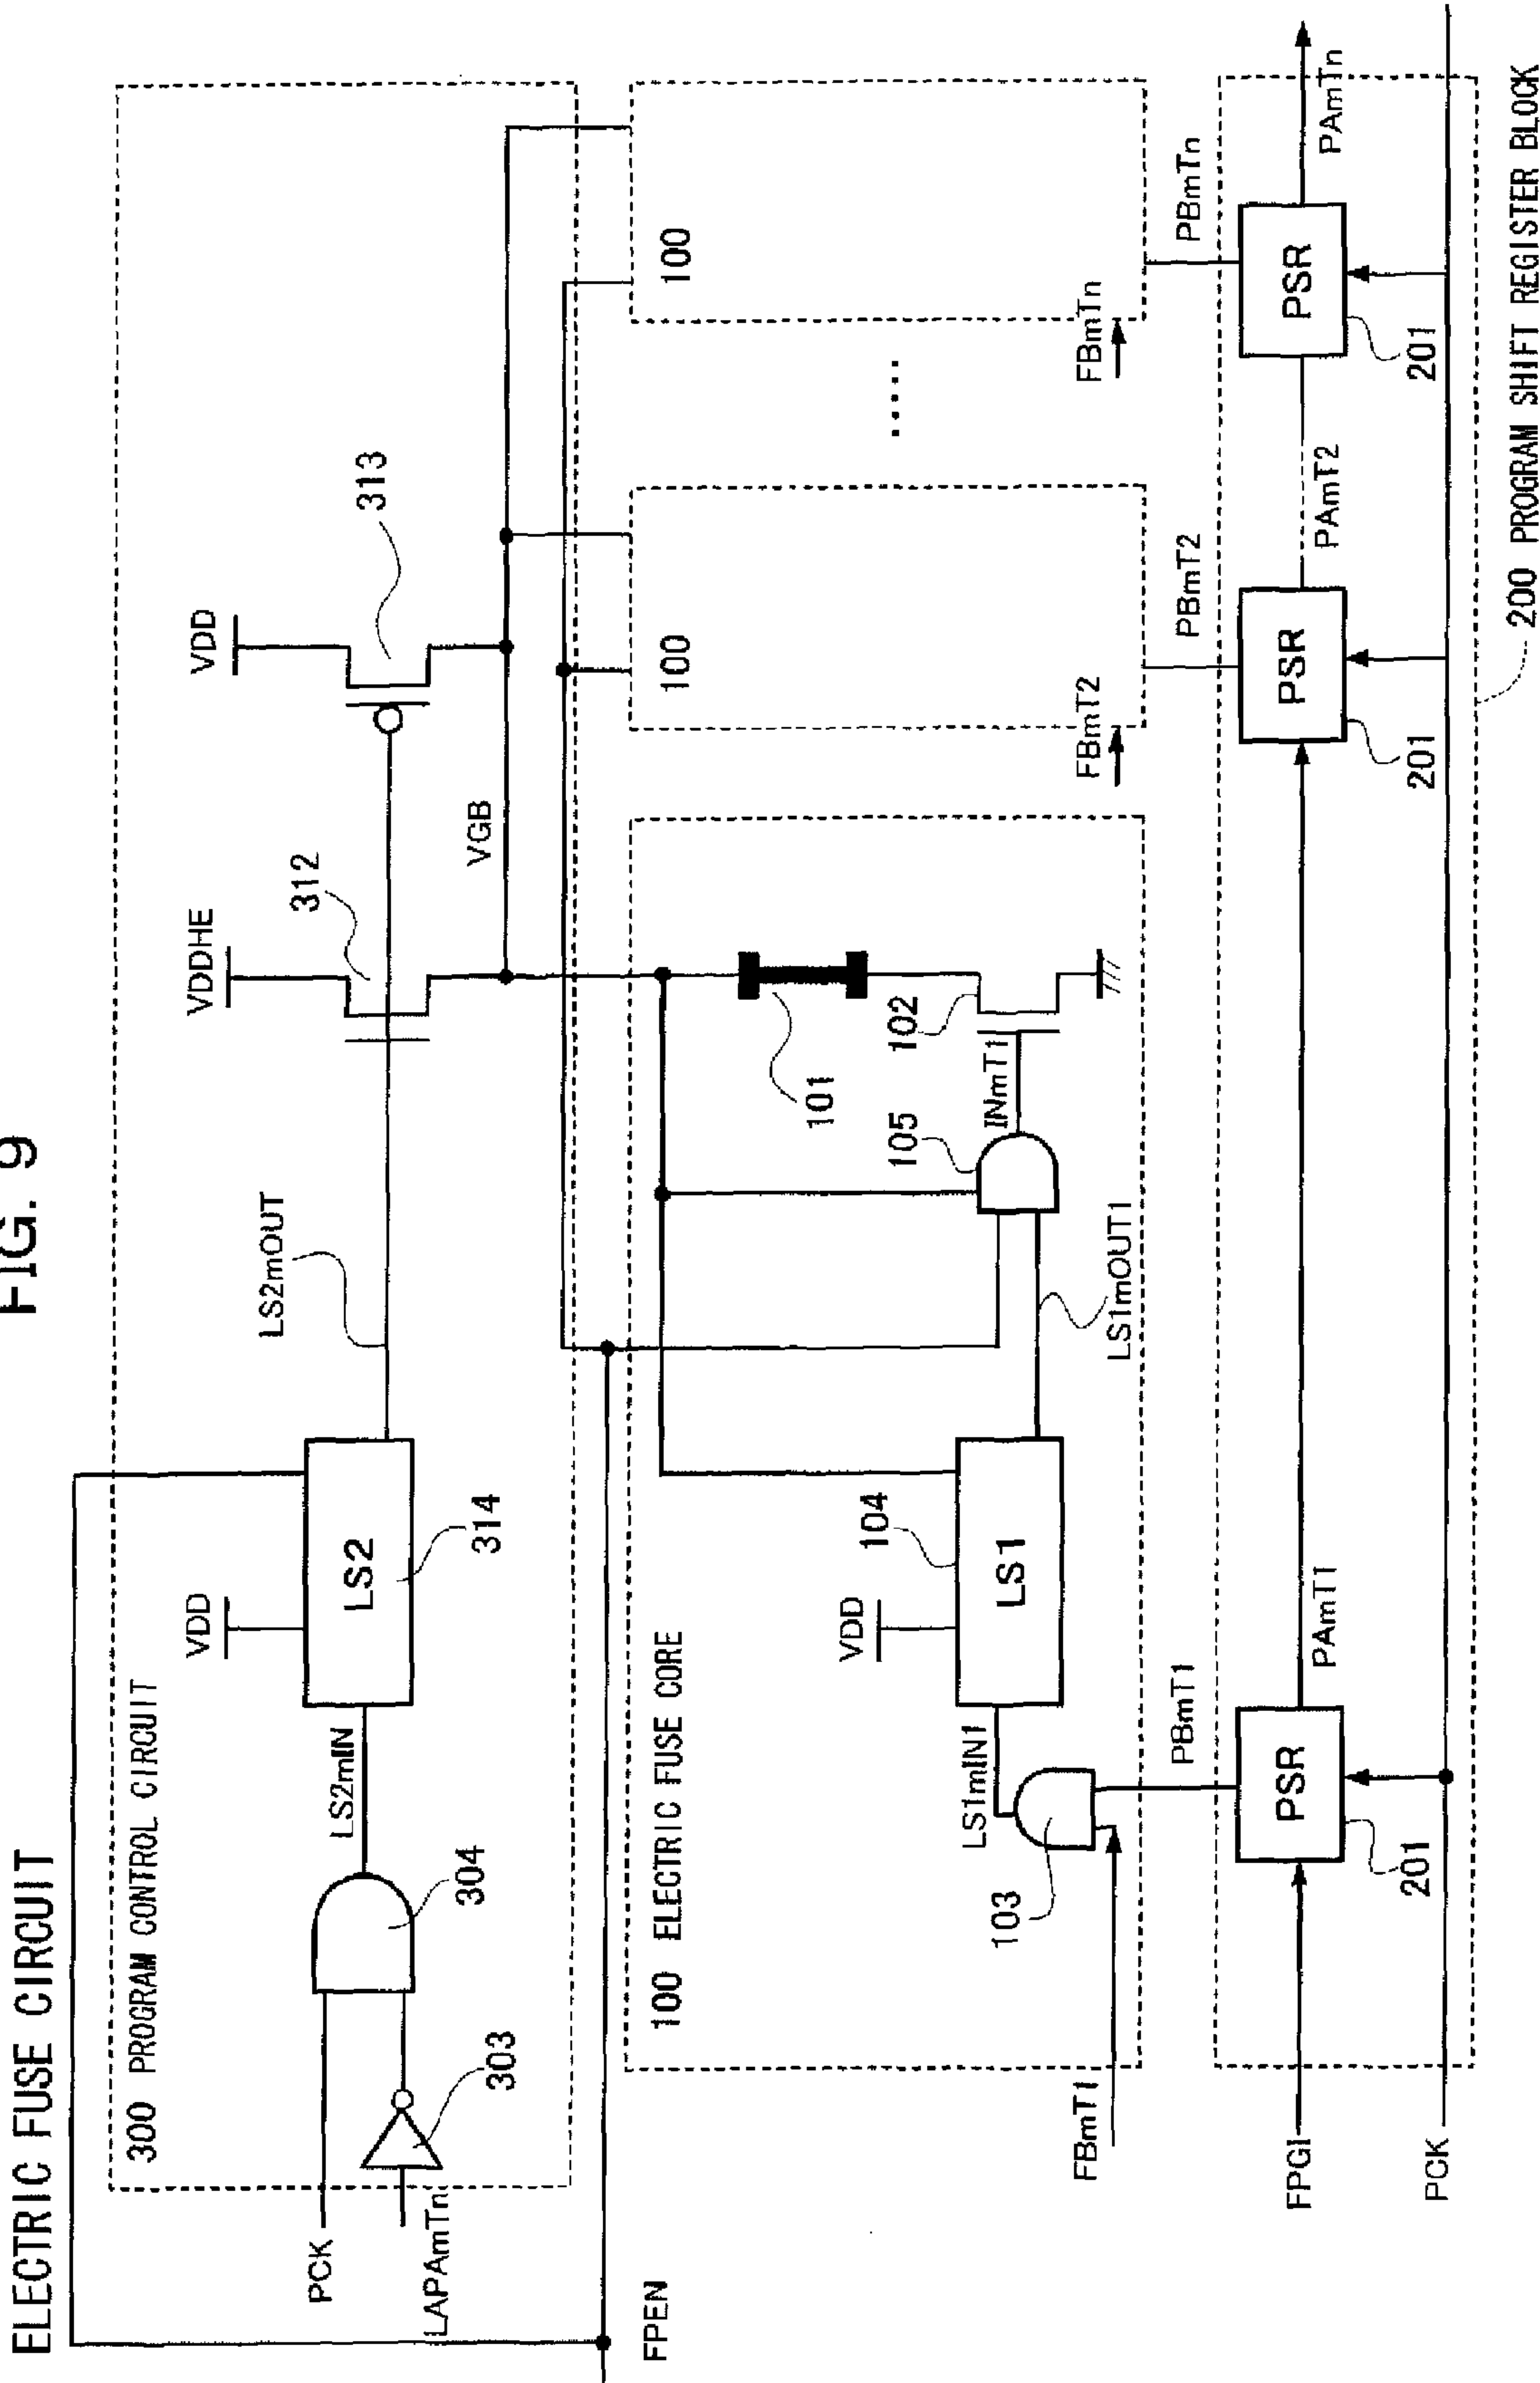 FIG. 9
ELECTRIC FUSE CIRCUIT
300 PROGRAM CONTROL CIRCUIT
PCK
LAPAmTn
303
304
LS2mIN
VDD
LS2
314
LS2mOUT
VDDHE
312
VDD
313
VGB
FPEN
100 ELECTRIC FUSE CORE
FBmT1
103
LS1mIN1
VDD
LS1
104
LS1mOUT1
105
INmT1
102
101
100
FBmT2
100
FBmTn
PBmT1
PBmT2
PBmTn
FPGI
PCK
PSR
201
PAmT1
PSR
201
PAmT2
PSR
201
PAmTn
200 PROGRAM SHIFT REGISTER BLOCK